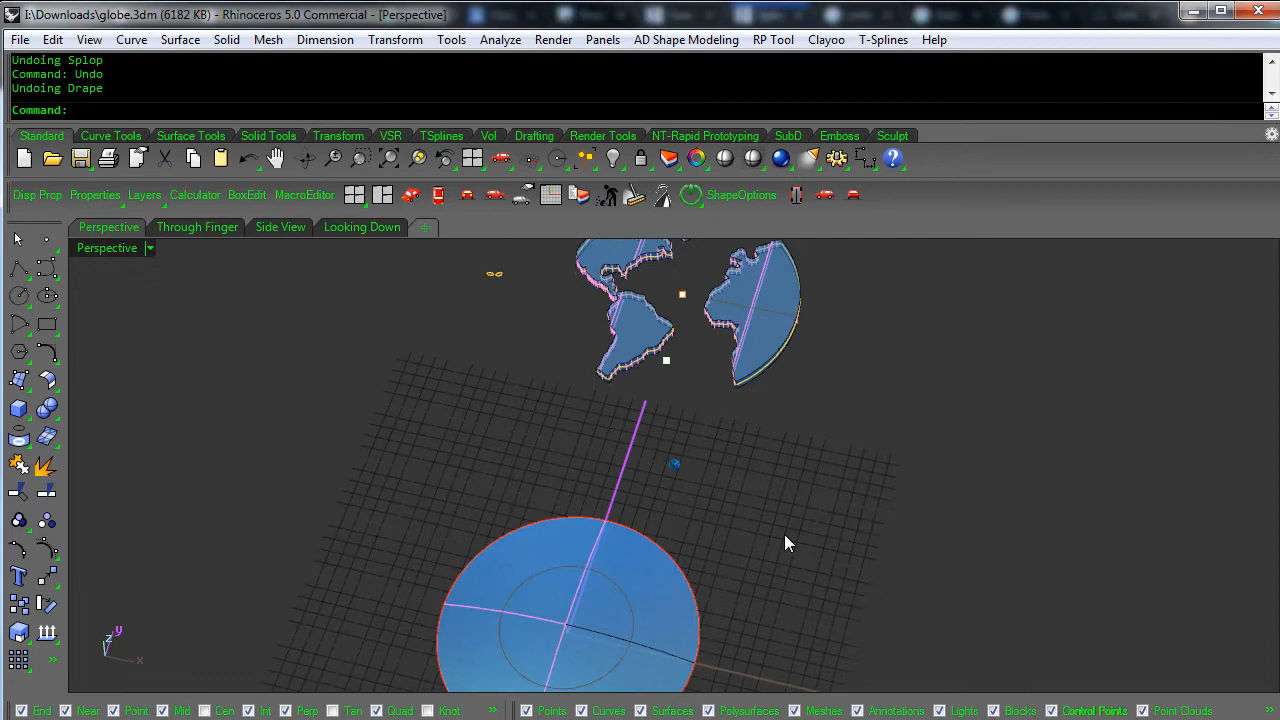 I:\Downloads\globe.3dm (6182 KB) - Rhinoceros 5.0 Commercial - [Perspective]
File Edit View Curve Surface Solid Mesh Dimension Transform Tools Analyze Render Panels AD Shape Modeling RP Tool Clayoo T-Splines Help
Undoing Splop
Command: Undo
Undoing Drape
Command:
Standard Curve Tools Surface Tools Solid Tools Transform VSR TSplines Vol Drafting Render Tools NT-Rapid Prototyping SubD Emboss Sculpt
Disp Prop Properties Layers Calculator BoxEdit MacroEditor ShapeOptions
Perspective Through Finger Side View Looking Down
Perspective
z y x
End Near Point Mid Cen Int Perp Tan Quad Knot » Points Curves Surfaces Polysurfaces Meshes Annotations Lights Blocks Control Points Point Clouds »